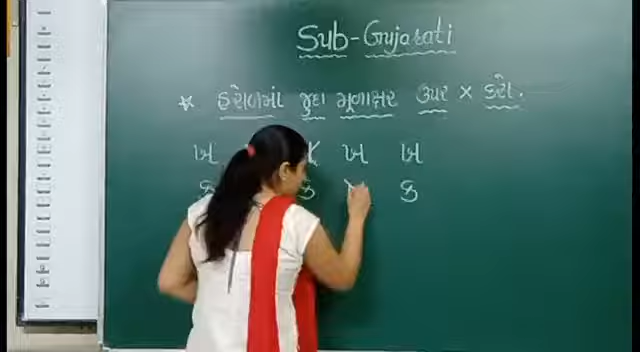 Sub-Gujarati
* હરોળમાં જુદા મૂળાક્ષર ઉપર × કરો.
ખ ખ ખ
ક ક